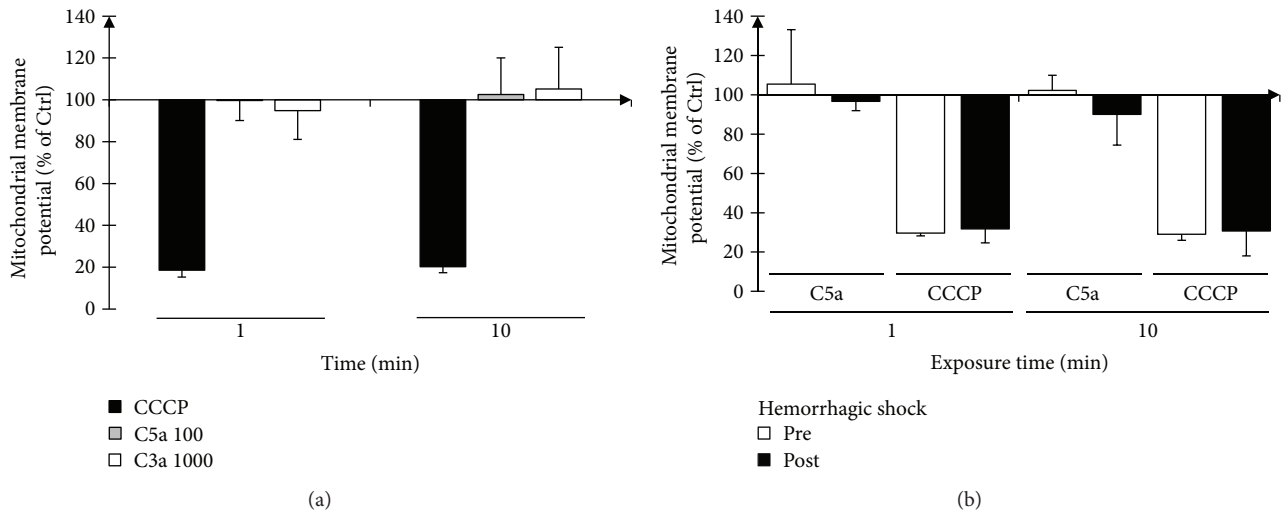 Mitochondrial membrane
potential (% of Ctrl)
140
120
100
80
60
40
20
0
1
10
Time (min)
CCCP
C5a 100
C3a 1000
(a)
Mitochondrial membrane
potential (% of Ctrl)
140
120
100
80
60
40
20
0
C5a CCCP C5a CCCP
1 10
Exposure time (min)
Hemorrhagic shock
Pre
Post
(b)